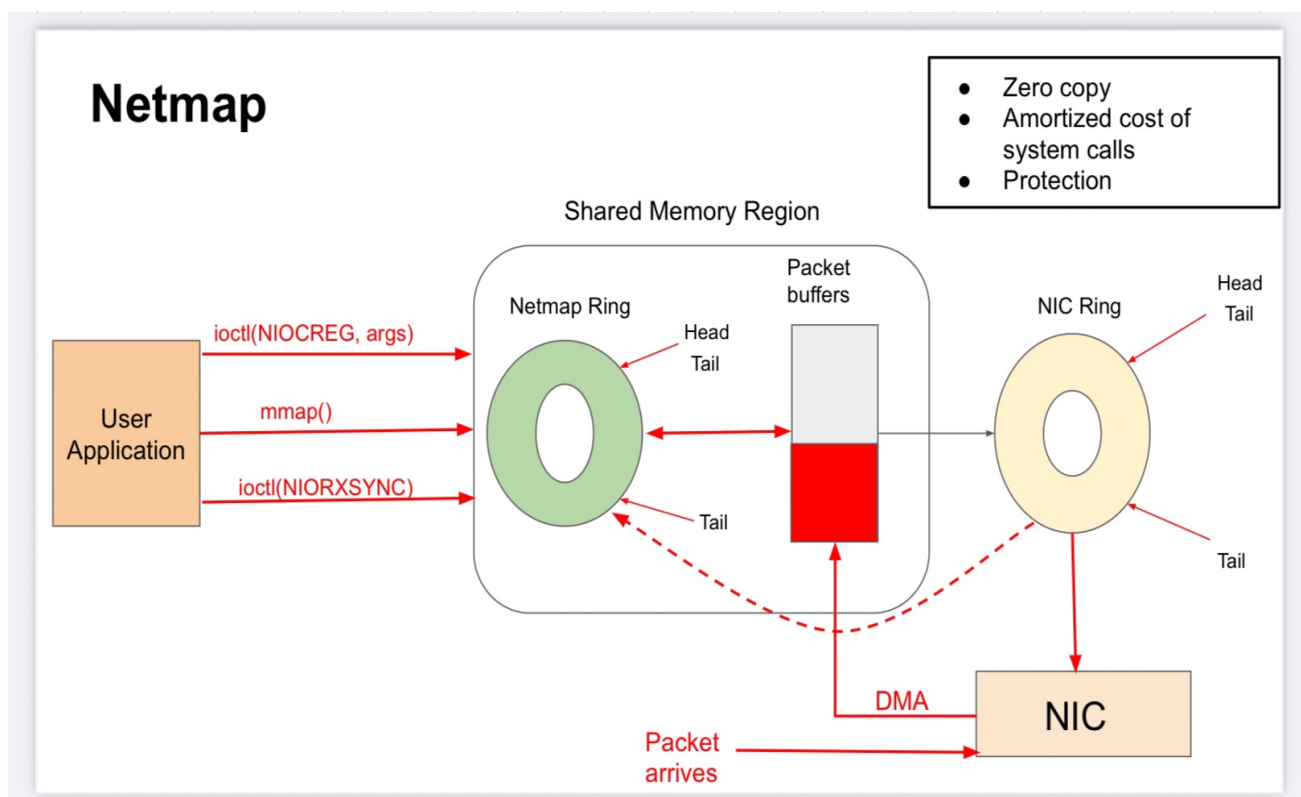 Netmap
● Zero copy
● Amortized cost of
system calls
● Protection
Shared Memory Region
Packet
buffers
Netmap Ring
NIC Ring
Head
Tail
Head
Tail
ioctl(NIOCREG, args)
User
Application
mmap()
ioctl(NIORXSYNC)
Tail
Tail
DMA
NIC
Packet
arrives